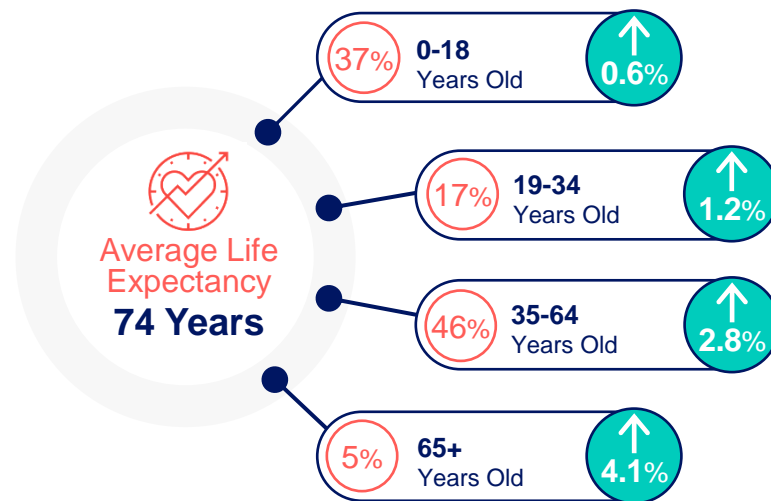 37%
0-18
Years Old
0.6%
17%
19-34
Years Old
1.2%
Average Life
Expectancy
74 Years
46%
35-64
Years Old
2.8%
5%
65+
Years Old
4.1%